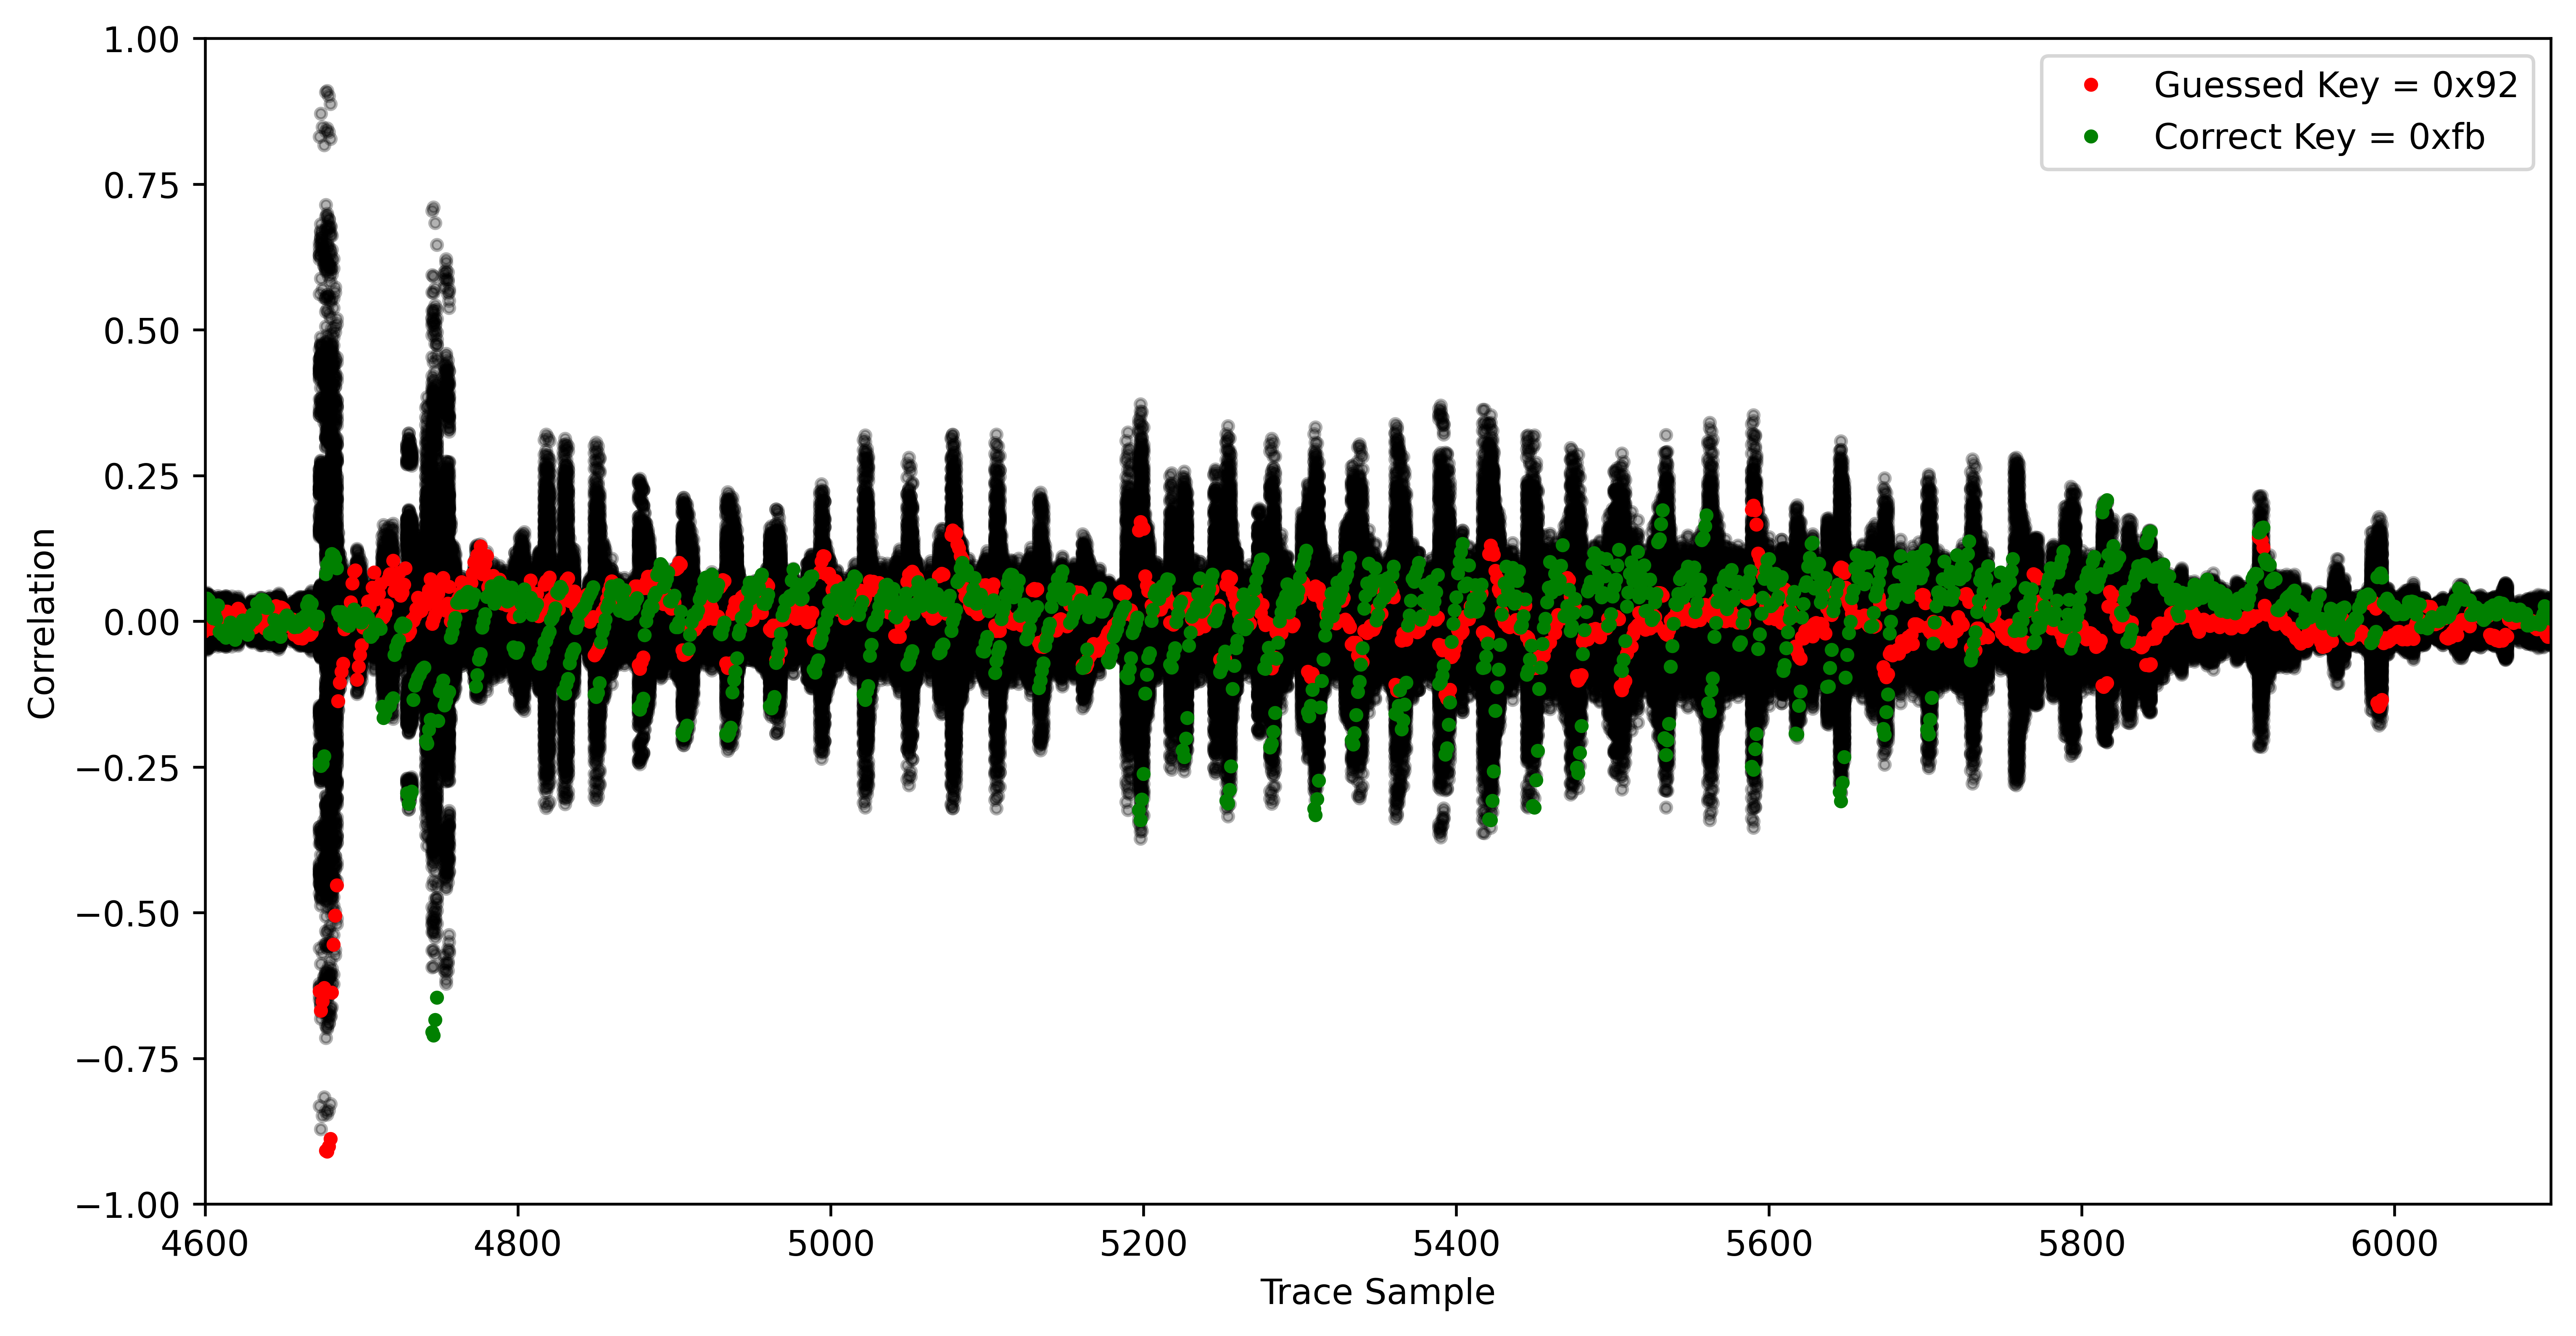 1.00
0.75
0.50
0.25
0.00
−0.25
−0.50
−0.75
−1.00
Correlation
Guessed Key = 0x92
Correct Key = 0xfb
4600 4800 5000 5200 5400 5600 5800 6000
Trace Sample